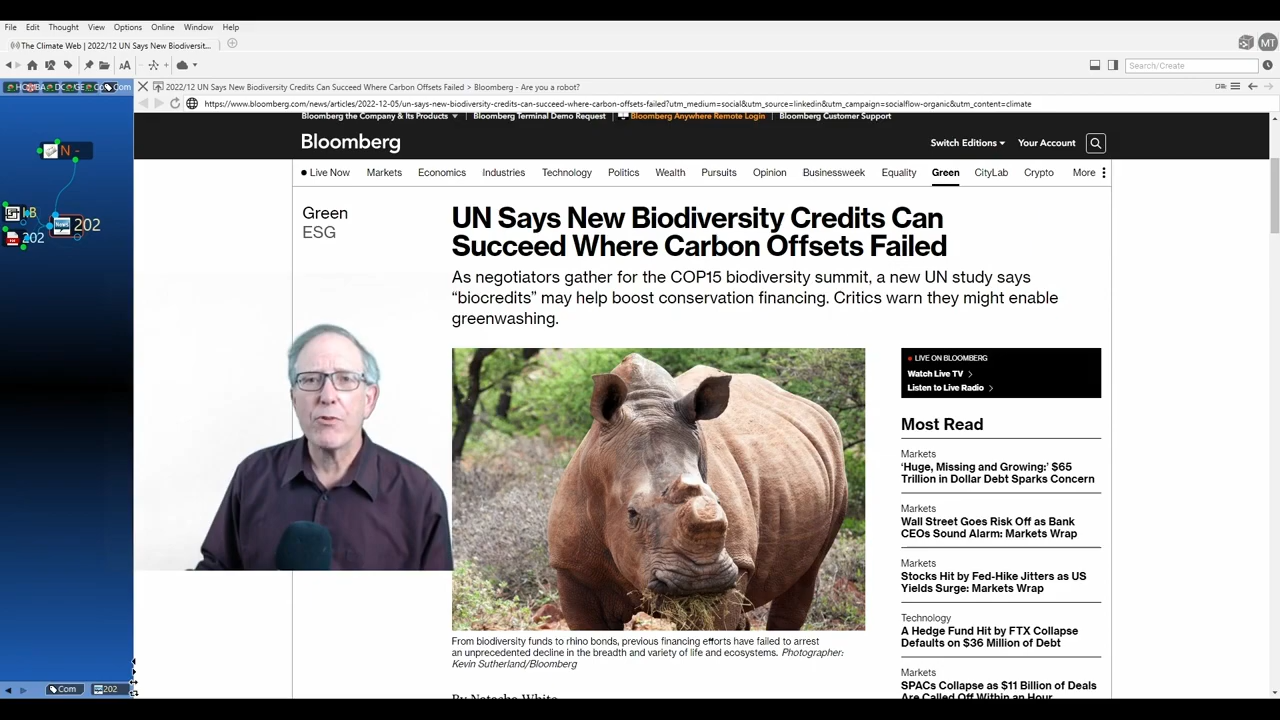 File Edit Thought View Options Online Window Help
The Climate Web | 2022/12 UN Says New Biodiversit...
MT
AA
Search/Create
2022/12 UN Says New Biodiversity Credits Can Succeed Where Carbon Offsets Failed > Bloomberg - Are you a robot?
https://www.bloomberg.com/news/articles/2022-12-05/un-says-new-biodiversity-credits-can-succeed-where-carbon-offsets-failed?utm_medium=social&utm_source=linkedin&utm_campaign=socialflow-organic&utm_content=climate
Bloomberg the Company & Its Products Bloomberg Terminal Demo Request Bloomberg Anywhere Remote Login Bloomberg Customer Support
Bloomberg
Switch Editions Your Account
Live Now Markets Economics Industries Technology Politics Wealth Pursuits Opinion Businessweek Equality Green CityLab Crypto More
N -
202
202
Green
ESG
UN Says New Biodiversity Credits Can
Succeed Where Carbon Offsets Failed
As negotiators gather for the COP15 biodiversity summit, a new UN study says
“biocredits” may help boost conservation financing. Critics warn they might enable
greenwashing.
LIVE ON BLOOMBERG
Watch Live TV
Listen to Live Radio
Most Read
Markets
‘Huge, Missing and Growing:’ $65
Trillion in Dollar Debt Sparks Concern
Markets
Wall Street Goes Risk Off as Bank
CEOs Sound Alarm: Markets Wrap
Markets
Stocks Hit by Fed-Hike Jitters as US
Yields Surge: Markets Wrap
Technology
A Hedge Fund Hit by FTX Collapse
Defaults on $36 Million of Debt
Markets
SPACs Collapse as $11 Billion of Deals
Are Called Off Within an Hour
From biodiversity funds to rhino bonds, previous financing efforts have failed to arrest
an unprecedented decline in the breadth and variety of life and ecosystems. Photographer:
Kevin Sutherland/Bloomberg
By Natasha White
Com 202